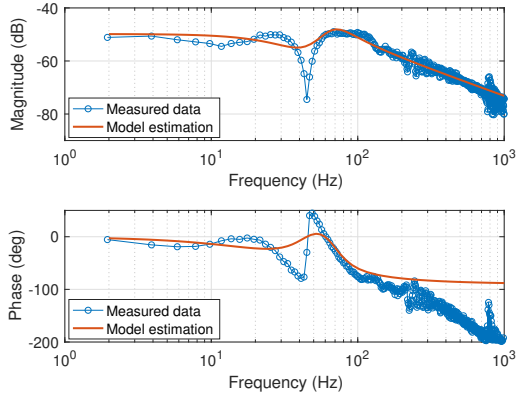 -40
-60
-80
Magnitude (dB)
Measured data
Model estimation
10^0
10^1
10^2
10^3
Frequency (Hz)
0
-100
-200
Phase (deg)
Measured data
Model estimation
10^0
10^1
10^2
10^3
Frequency (Hz)